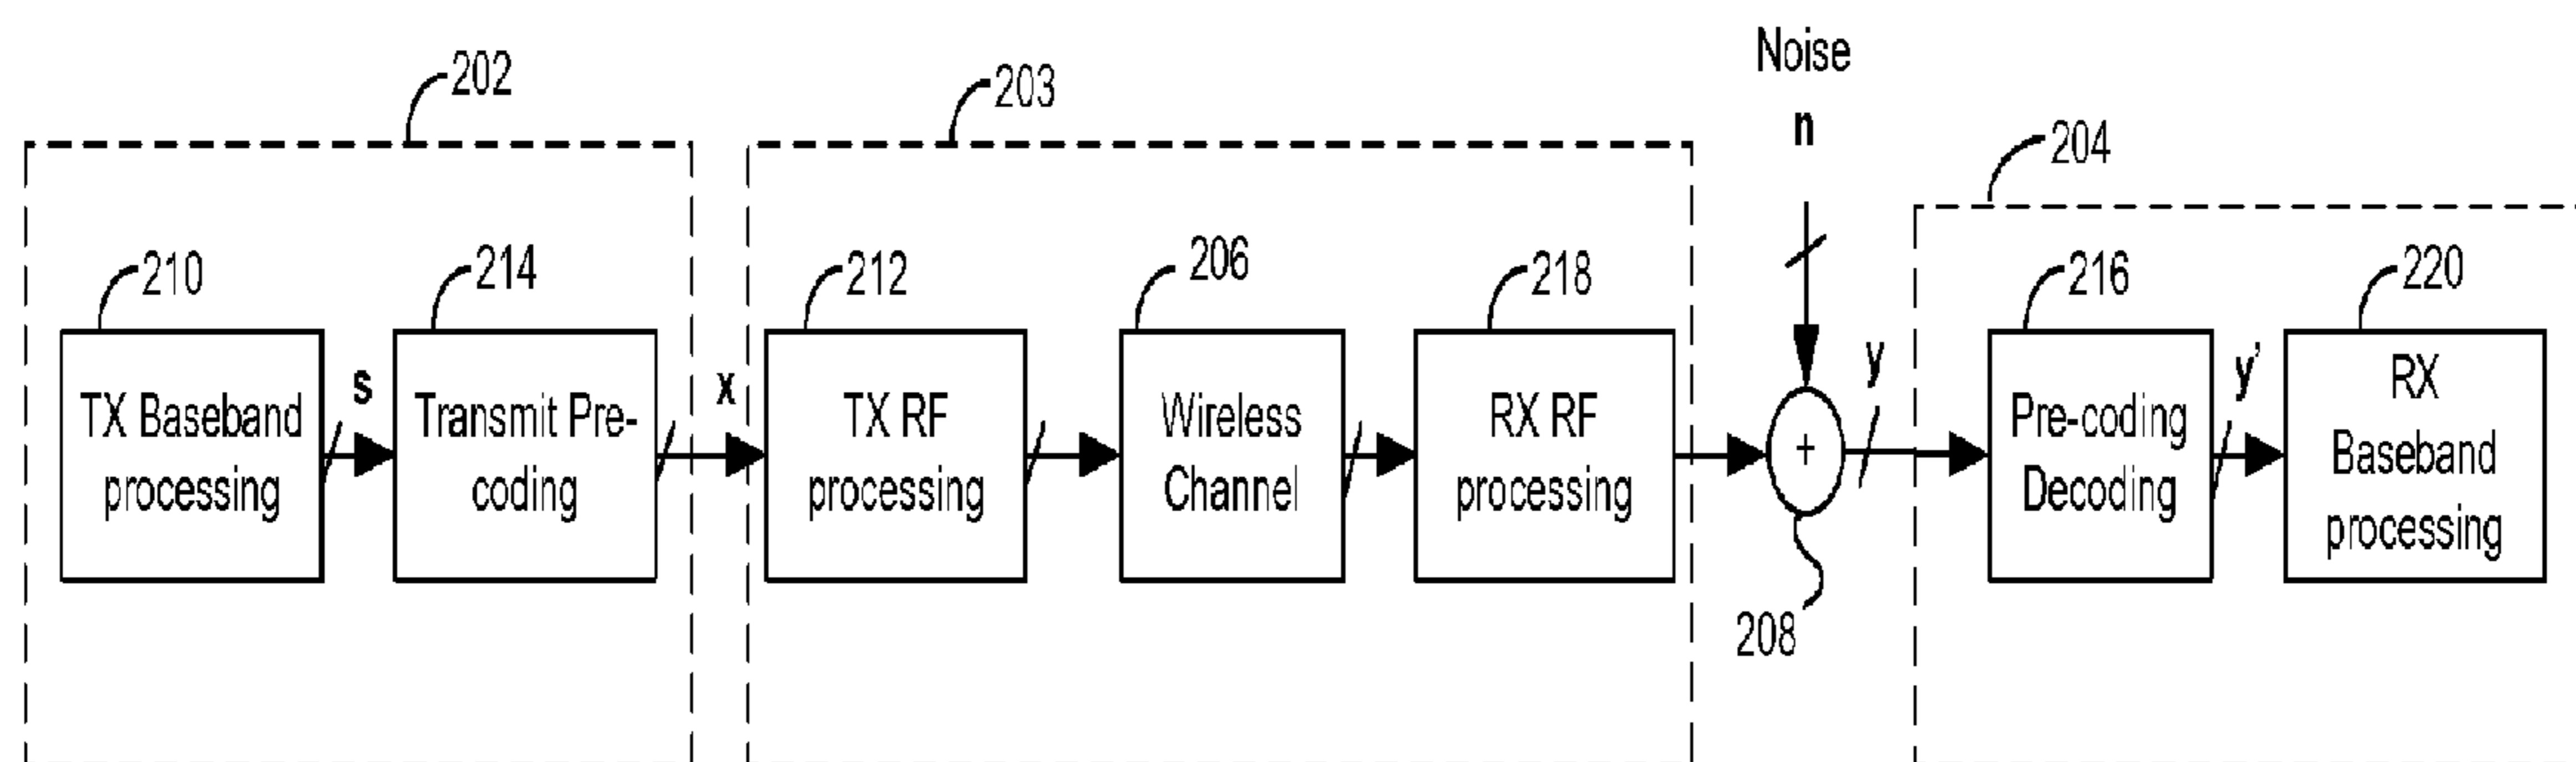 202
203
Noise
n
204
210
214
212
206
218
216
220
TX Baseband
processing
s
Transmit Pre-
coding
x
TX RF
processing
Wireless
Channel
RX RF
processing
+
y
Pre-coding
Decoding
y'
RX
Baseband
processing
208